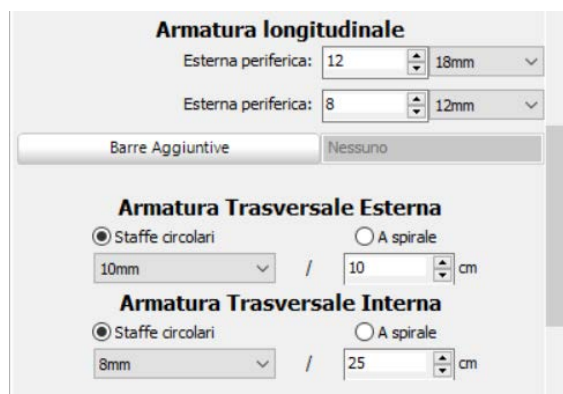 Armatura longitudinale
Esterna periferica: 12 18mm
Esterna periferica: 8 12mm
Barre Aggiuntive Nessuno
Armatura Trasversale Esterna
Staffe circolari A spirale
10mm / 10 cm
Armatura Trasversale Interna
Staffe circolari A spirale
8mm / 25 cm